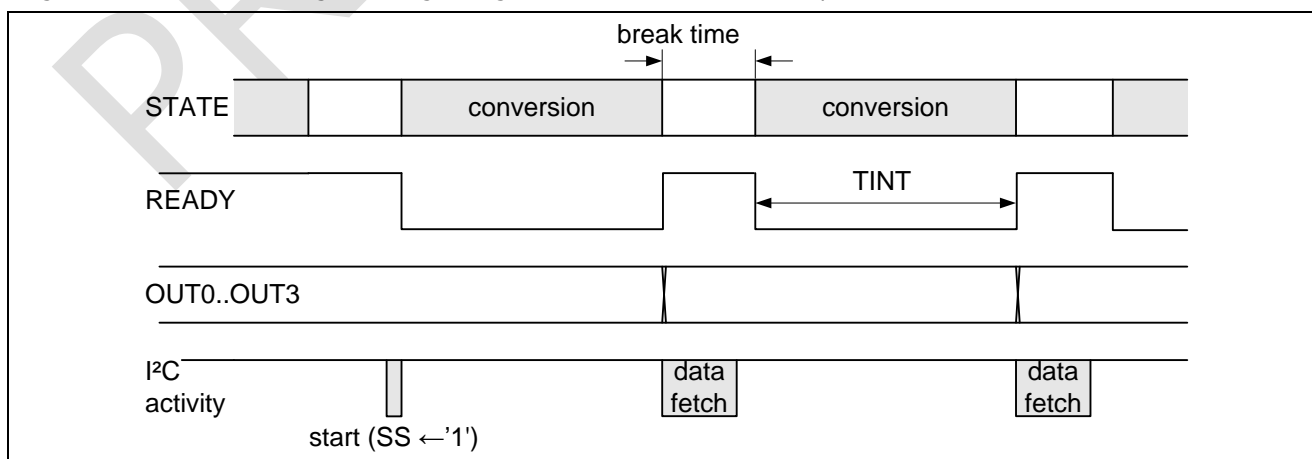 break time
STATE
conversion
conversion
READY
TINT
OUT0..OUT3
I²C
activity
data
fetch
data
fetch
start (SS ←'1')